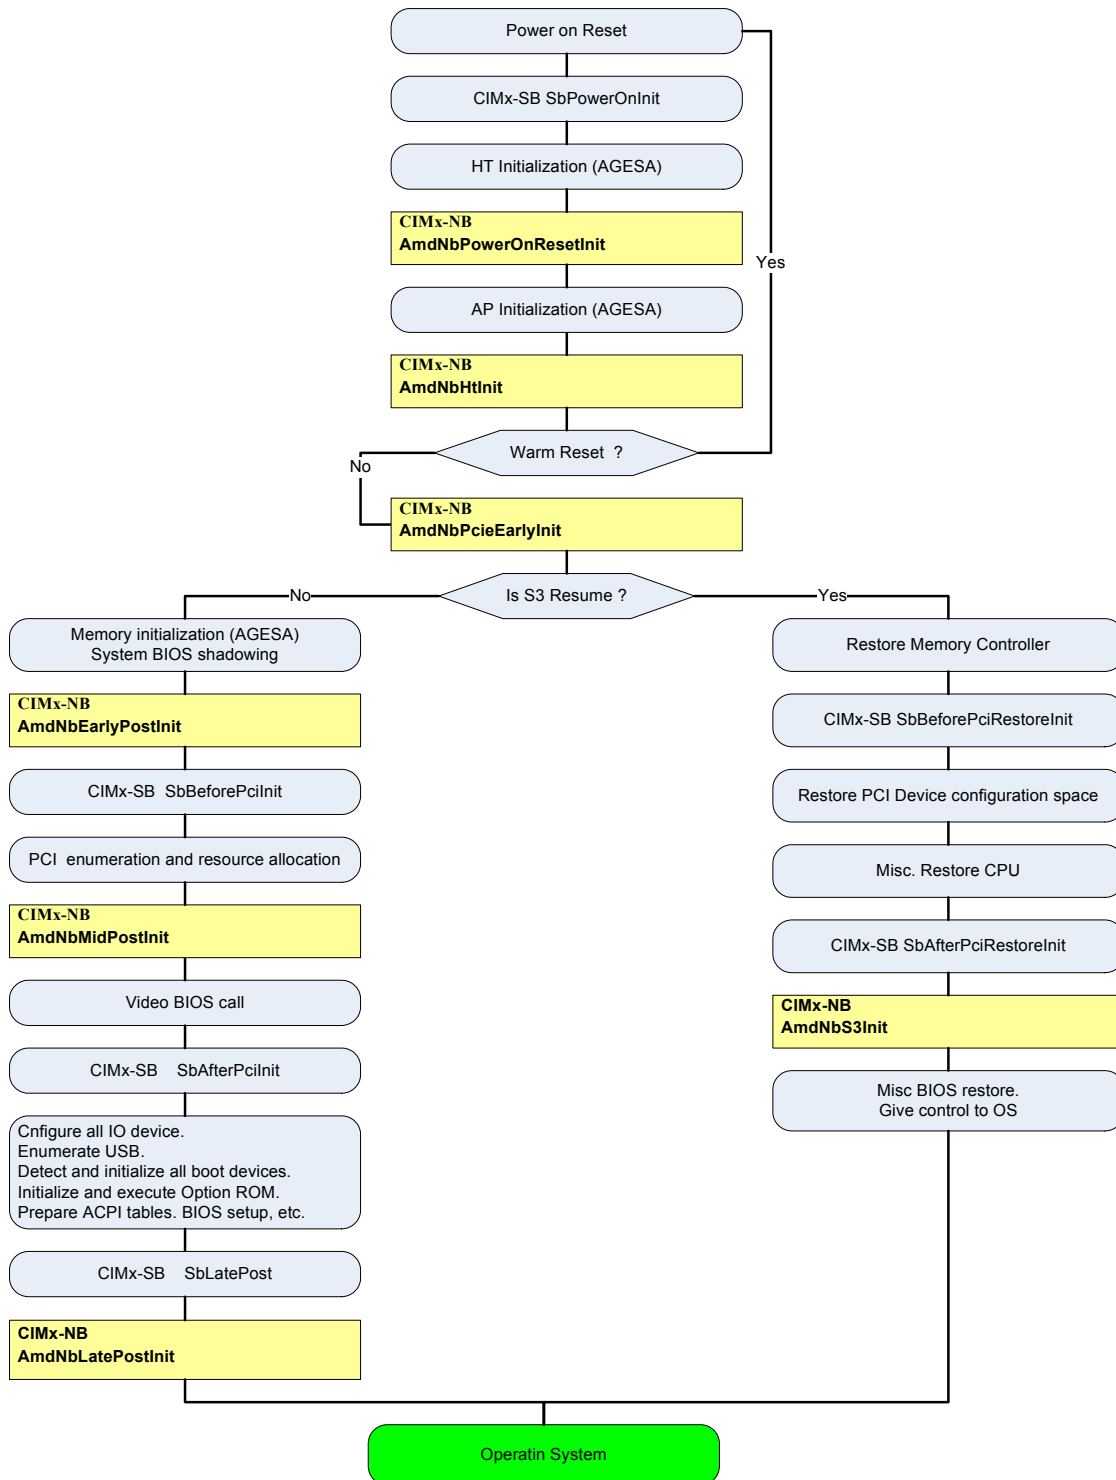 Power on Reset
CIMx-SB SbPowerOnInit
HT Initialization (AGESA)
CIMx-NB
AmdNbPowerOnResetInit
Yes
AP Initialization (AGESA)
CIMx-NB
AmdNbHtInit
Warm Reset ?
No
CIMx-NB
AmdNbPcieEarlyInit
Is S3 Resume ?
No
Yes
Memory initialization (AGESA)
System BIOS shadowing
CIMx-NB
AmdNbEarlyPostInit
CIMx-SB SbBeforePciInit
PCI enumeration and resource allocation
CIMx-NB
AmdNbMidPostInit
Video BIOS call
CIMx-SB SbAfterPciInit
Cnfigure all IO device.
Enumerate USB.
Detect and initialize all boot devices.
Initialize and execute Option ROM.
Prepare ACPI tables. BIOS setup, etc.
CIMx-SB SbLatePost
CIMx-NB
AmdNbLatePostInit
Restore Memory Controller
CIMx-SB SbBeforePciRestoreInit
Restore PCI Device configuration space
Misc. Restore CPU
CIMx-SB SbAfterPciRestoreInit
CIMx-NB
AmdNbS3Init
Misc BIOS restore.
Give control to OS
Operatin System